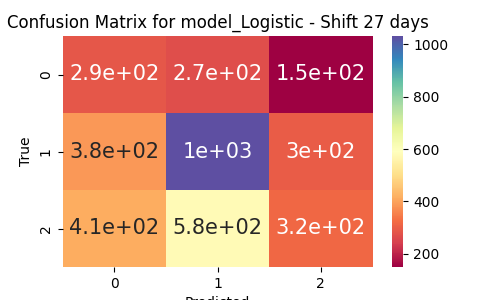 Confusion Matrix for model_Logistic - Shift 27 days
0 2.9e+02 2.7e+02 1.5e+02
1 3.8e+02 1e+03 3e+02
2 4.1e+02 5.8e+02 3.2e+02
True
0 1 2
Predicted
1000
800
600
400
200